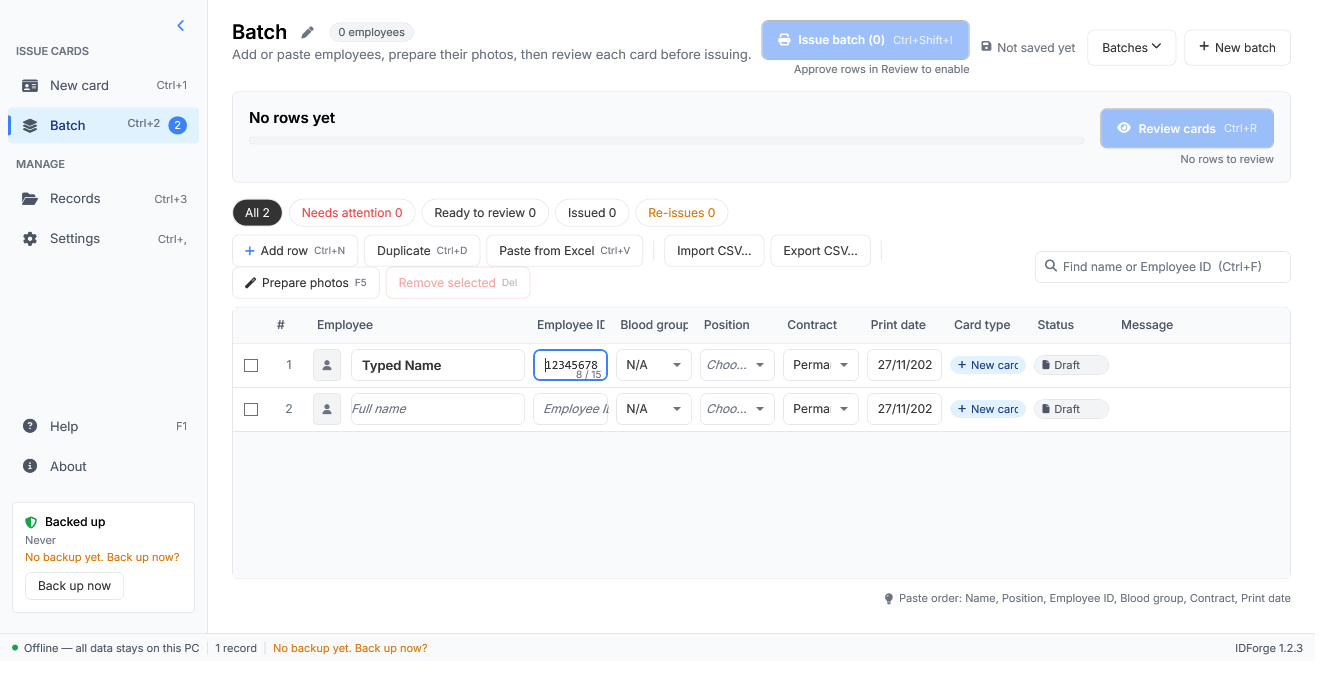 Batch
0 employees
Add or paste employees, prepare their photos, then review each card before issuing.
Issue batch (0) Ctrl+Shift+I
Approve rows in Review to enable
Not saved yet
Batches
+ New batch
ISSUE CARDS
New card Ctrl+1
Batch Ctrl+2 2
MANAGE
Records Ctrl+3
Settings Ctrl+,
Help F1
About
Backed up
Never
No backup yet. Back up now?
Back up now
No rows yet
Review cards Ctrl+R
No rows to review
All 2
Needs attention 0
Ready to review 0
Issued 0
Re-issues 0
+ Add row Ctrl+N
Duplicate Ctrl+D
Paste from Excel Ctrl+V
Import CSV...
Export CSV...
Prepare photos F5
Remove selected Del
Find name or Employee ID (Ctrl+F)
# Employee Employee ID Blood group Position Contract Print date Card type Status Message
1 Typed Name 12345678 8 / 15 N/A Choo... Perma 27/11/202 + New card Draft
2 Full name Employee ID N/A Choo... Perma 27/11/202 + New card Draft
Paste order: Name, Position, Employee ID, Blood group, Contract, Print date
Offline — all data stays on this PC 1 record No backup yet. Back up now? IDForge 1.2.3